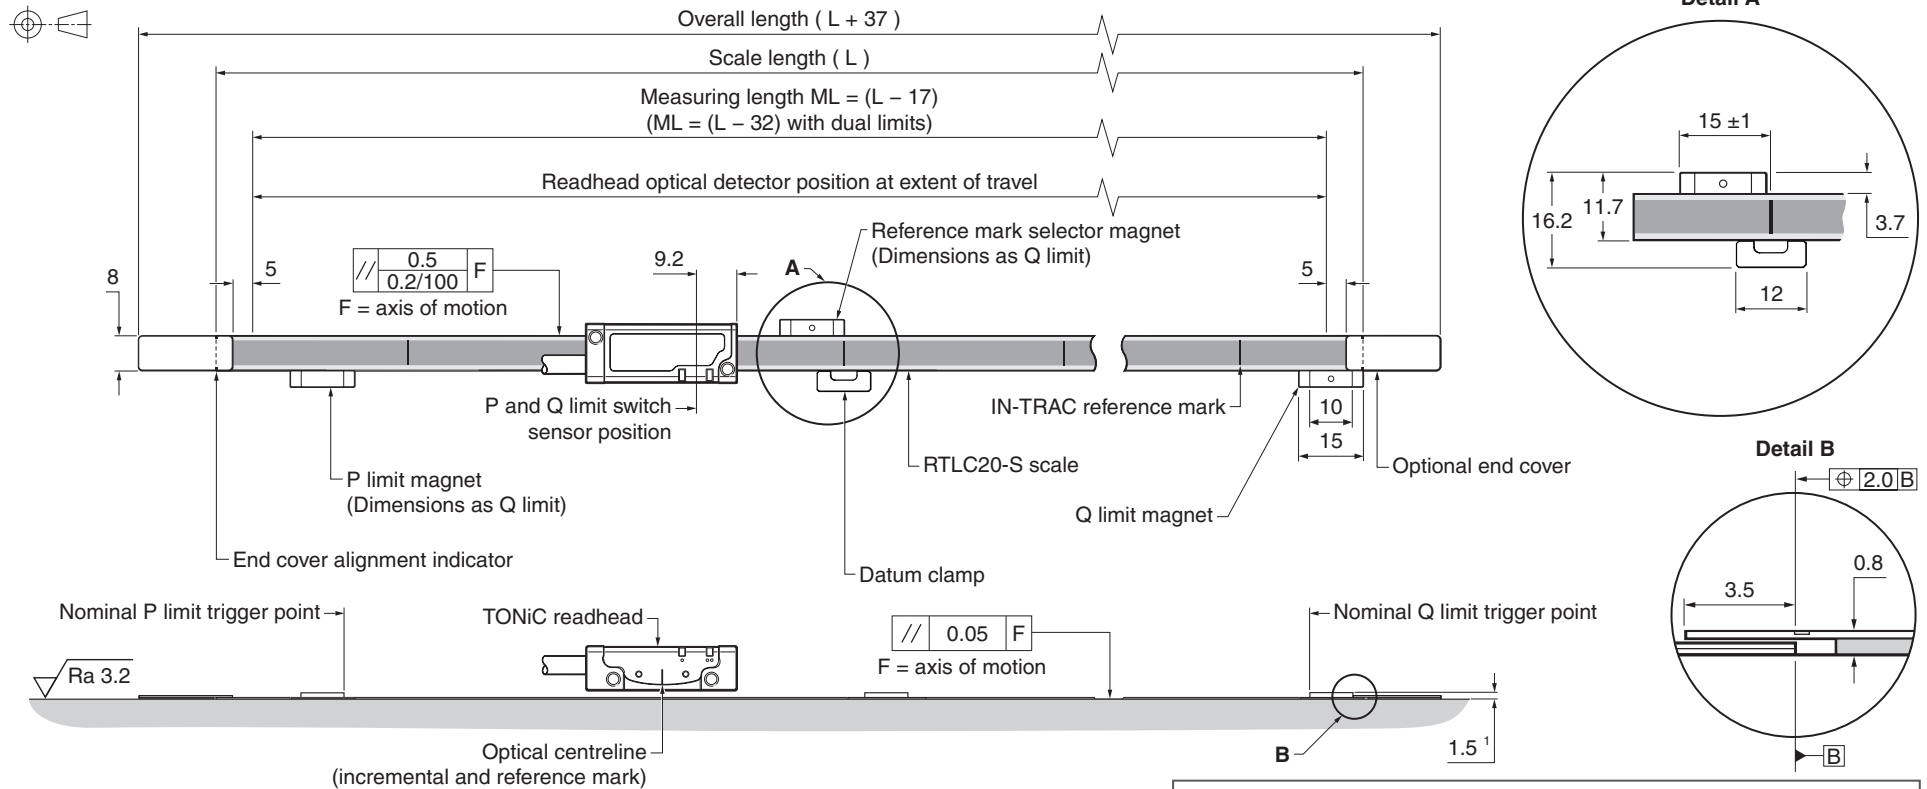 Detail A
Overall length ( L + 37 )
Scale length ( L )
Measuring length ML = (L − 17)
(ML = (L − 32) with dual limits)
Readhead optical detector position at extent of travel
Reference mark selector magnet
(Dimensions as Q limit)
8
5
// 0.5 F
0.2/100
F = axis of motion
9.2
A
5
P and Q limit switch
sensor position
IN-TRAC reference mark
10
15
RTLC20-S scale
Optional end cover
P limit magnet
(Dimensions as Q limit)
Q limit magnet
End cover alignment indicator
Datum clamp
15 ±1
16.2
11.7
3.7
12
Nominal P limit trigger point
TONiC readhead
// 0.05 F
F = axis of motion
Nominal Q limit trigger point
Ra 3.2
Optical centreline
(incremental and reference mark)
B
1.5 1
Detail B
2.0 B
0.8
3.5
B